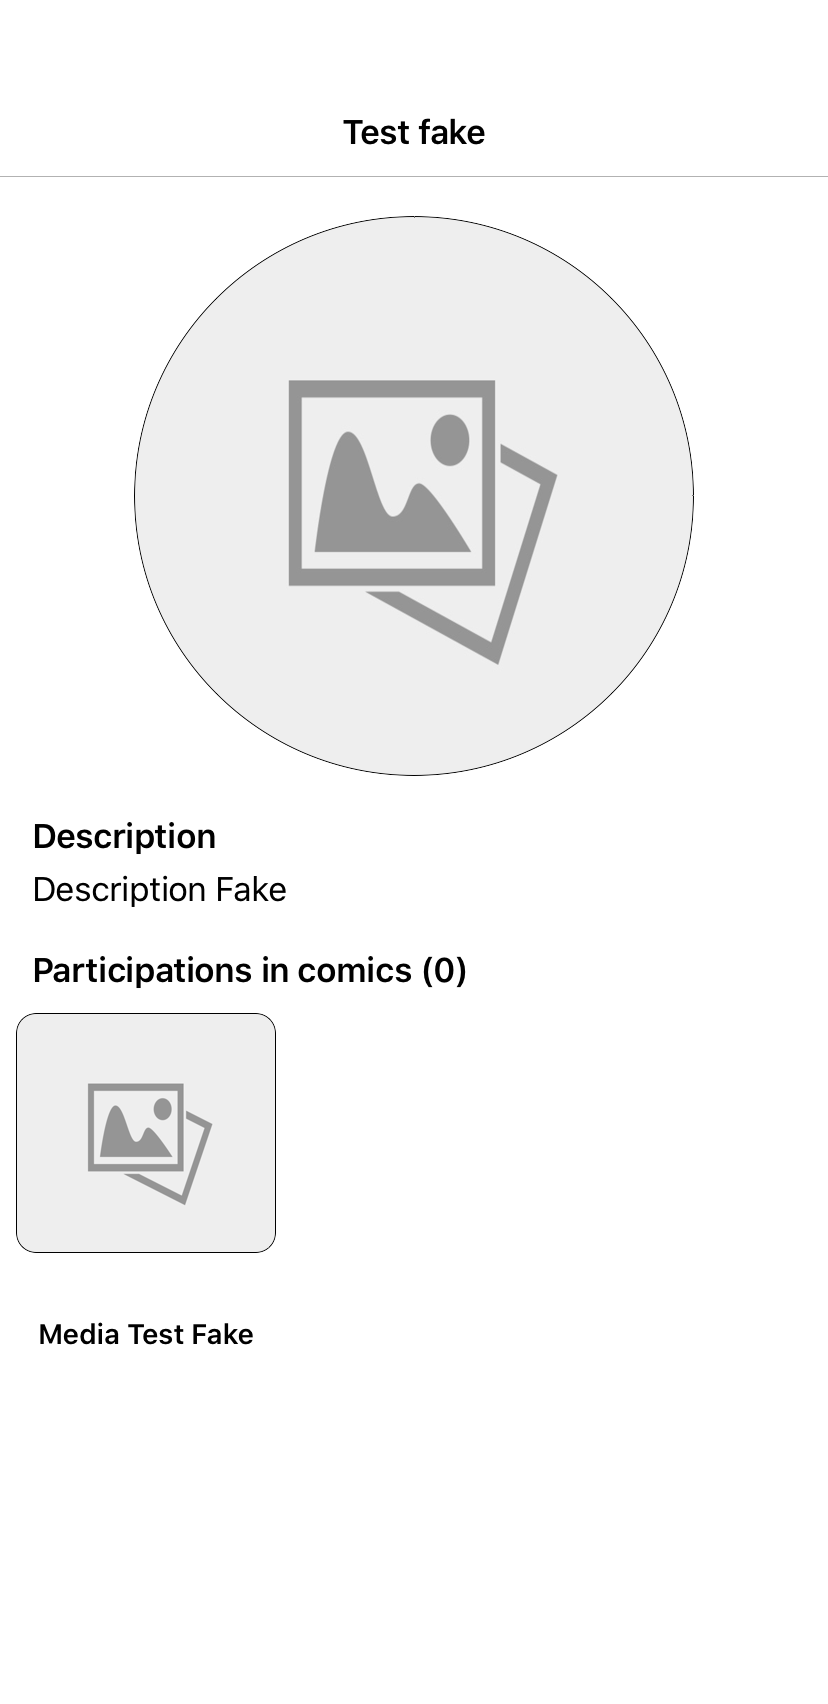 Test fake
Description
Description Fake
Participations in comics (0)
Media Test Fake